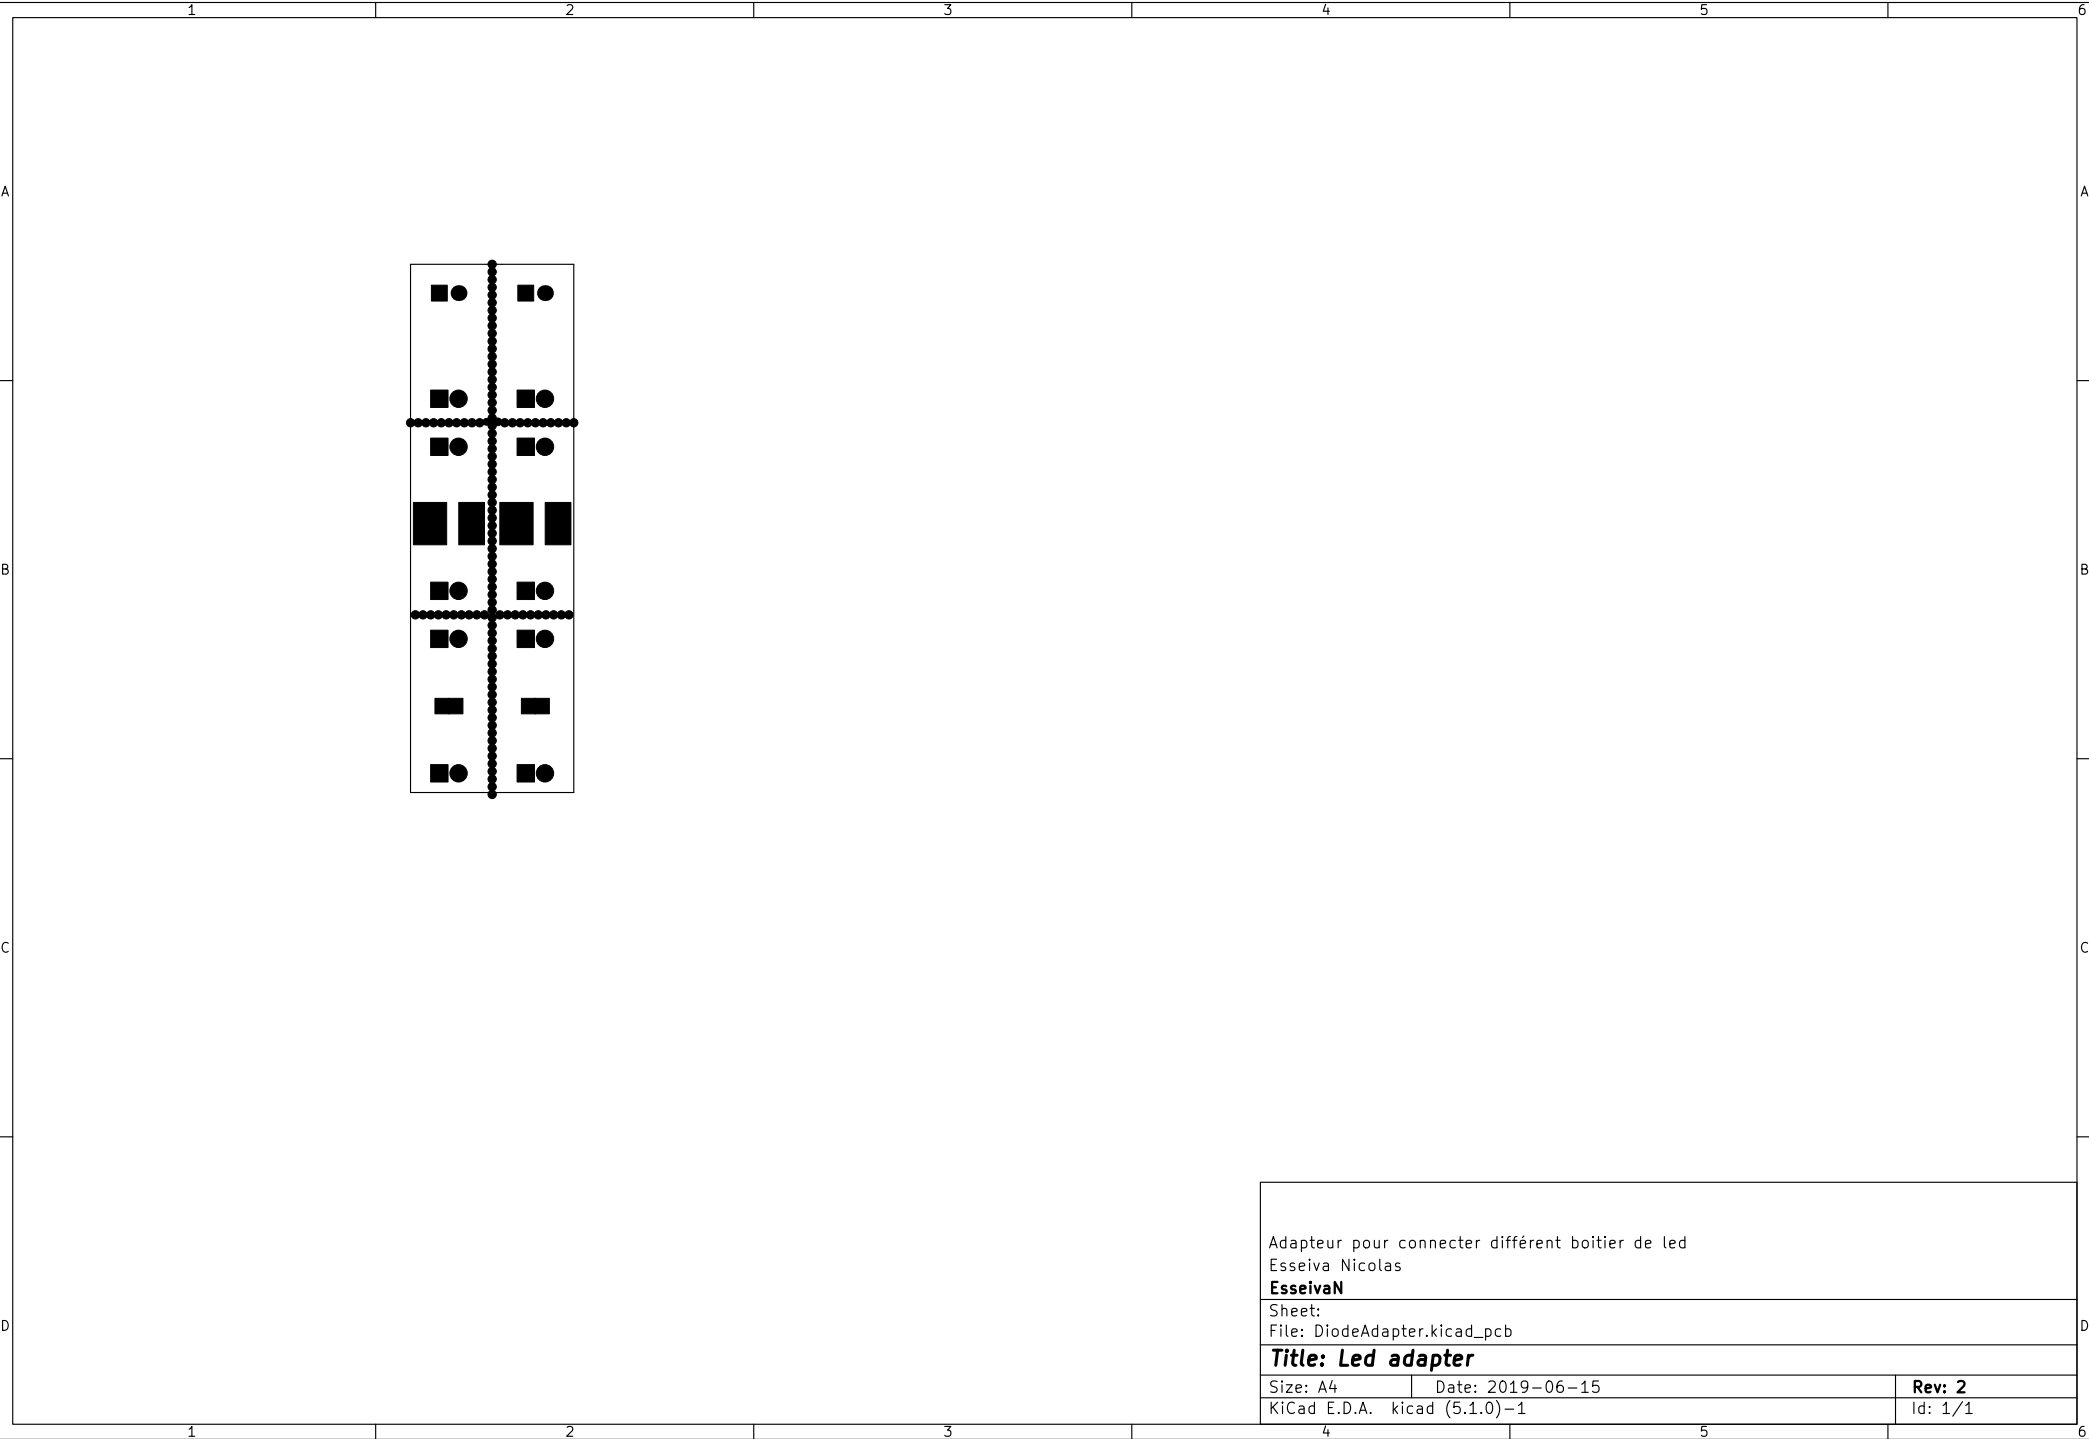 1 2 3 4 5 6
A A
B B
C C
D D
Adapteur pour connecter différent boitier de led
Esseiva Nicolas
EsseivaN
Sheet:
File: DiodeAdapter.kicad_pcb
Title: Led adapter
Size: A4 Date: 2019-06-15 Rev: 2
KiCad E.D.A. kicad (5.1.0)-1 Id: 1/1
1 2 3 4 5 6